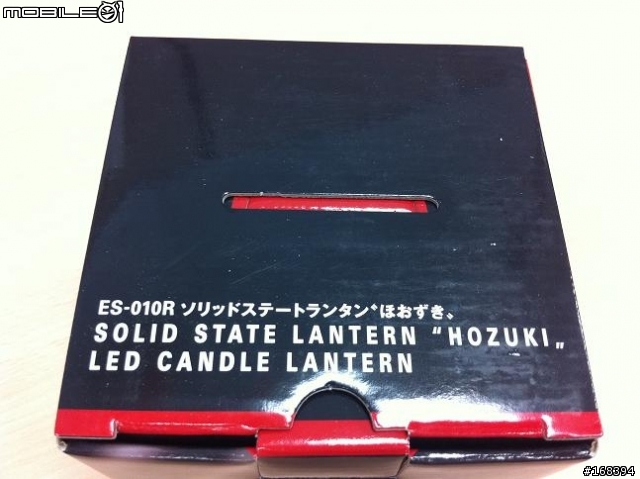 MOBILE01
ES-010R ソリッドステートランタン"ほおずき〟
SOLID STATE LANTERN "HOZUKI„
LED CANDLE LANTERN
#168394